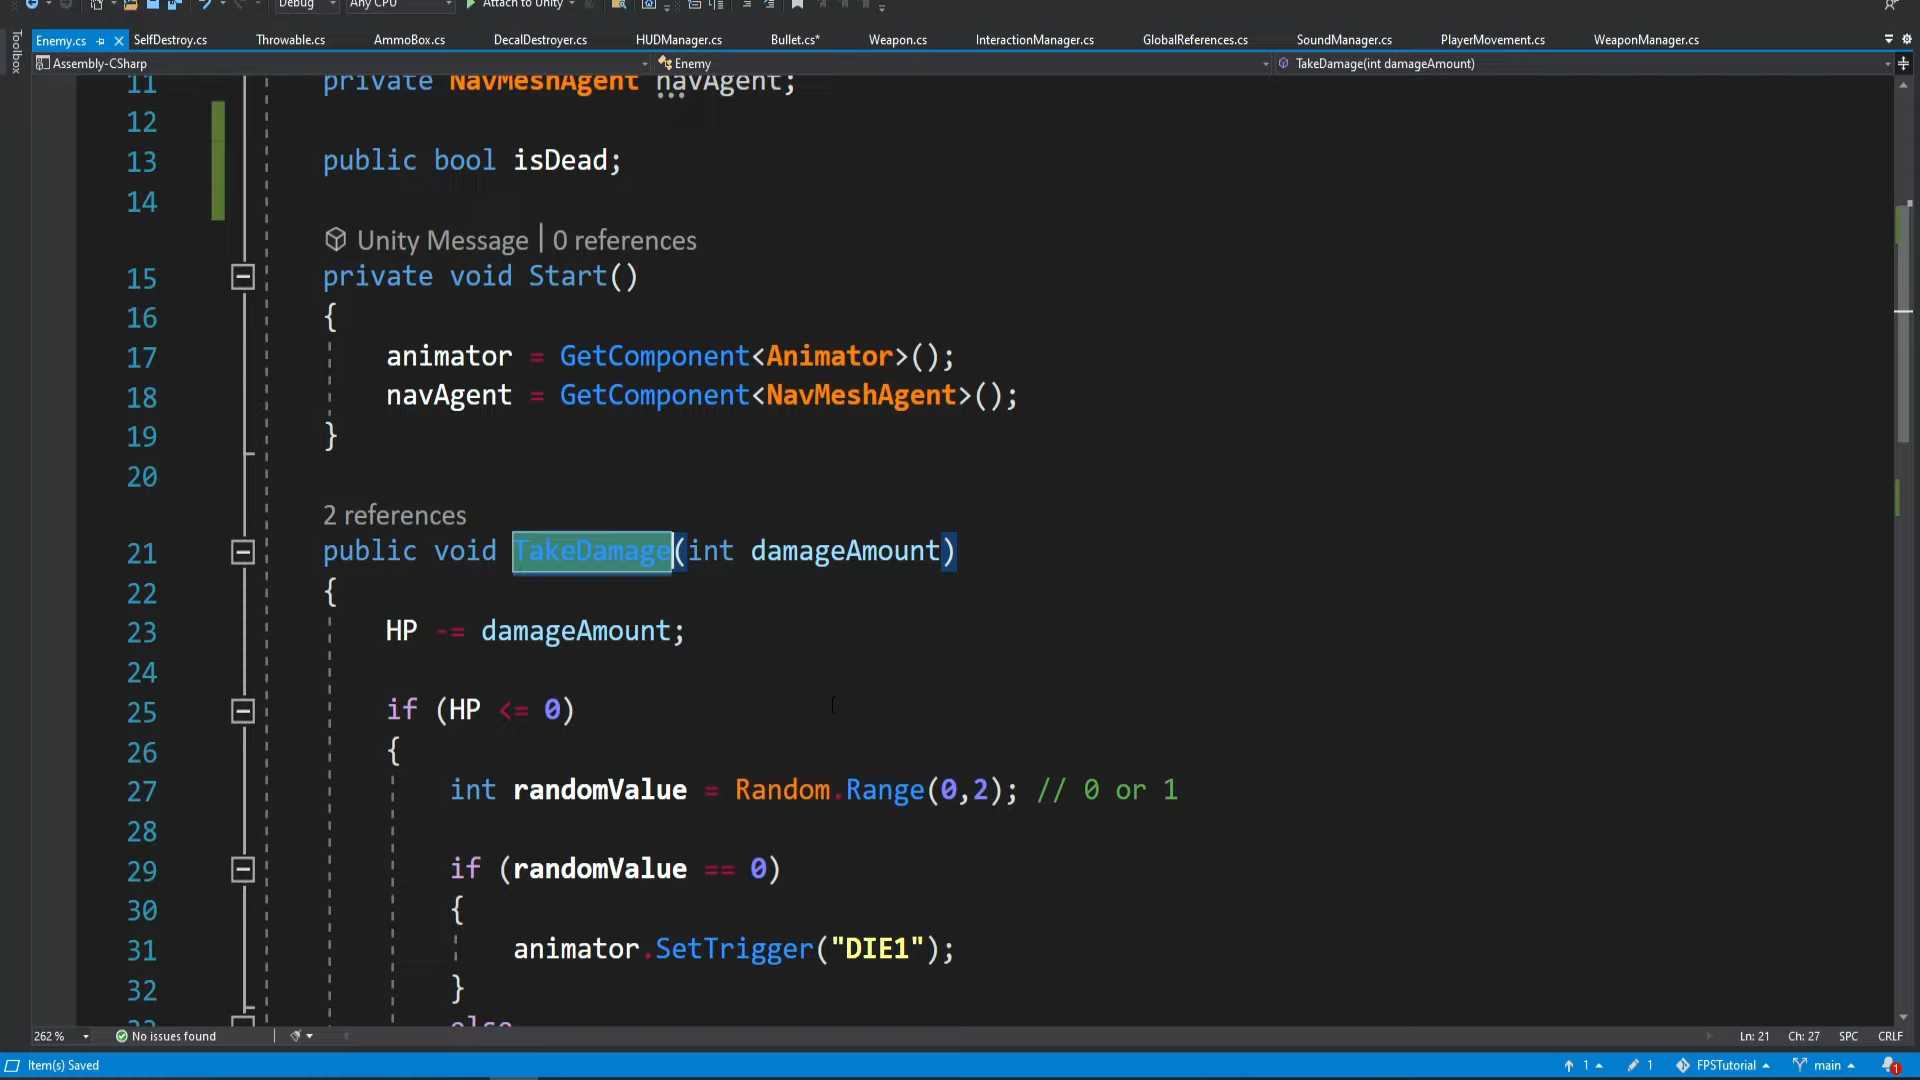 Debug Any CPU Attach to Unity
Toolbox
Enemy.cs SelfDestroy.cs Throwable.cs AmmoBox.cs DecalDestroyer.cs HUDManager.cs Bullet.cs* Weapon.cs InteractionManager.cs GlobalReferences.cs SoundManager.cs PlayerMovement.cs WeaponManager.cs
Assembly-CSharp Enemy TakeDamage(int damageAmount)
11 private NavMeshAgent navAgent;
12
13 public bool isDead;
14
Unity Message | 0 references
15 private void Start()
16 {
17 animator = GetComponent<Animator>();
18 navAgent = GetComponent<NavMeshAgent>();
19 }
20
2 references
21 public void TakeDamage(int damageAmount)
22 {
23 HP -= damageAmount;
24
25 if (HP <= 0)
26 {
27 int randomValue = Random.Range(0,2); // 0 or 1
28
29 if (randomValue == 0)
30 {
31 animator.SetTrigger("DIE1");
32 }
33 else
262 % No issues found Ln: 21 Ch: 27 SPC CRLF
Item(s) Saved 1 1 FPSTutorial main 1